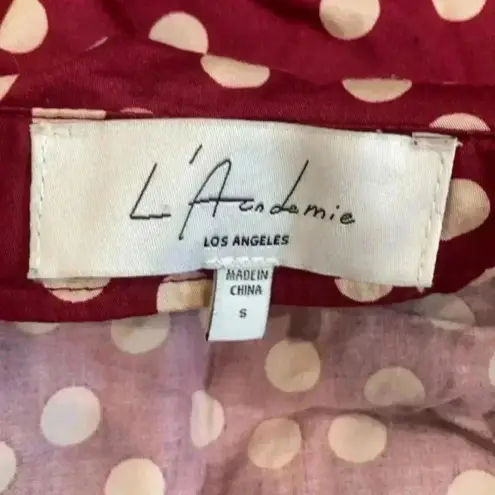 L'Academie
LOS ANGELES
MADE IN
CHINA
S